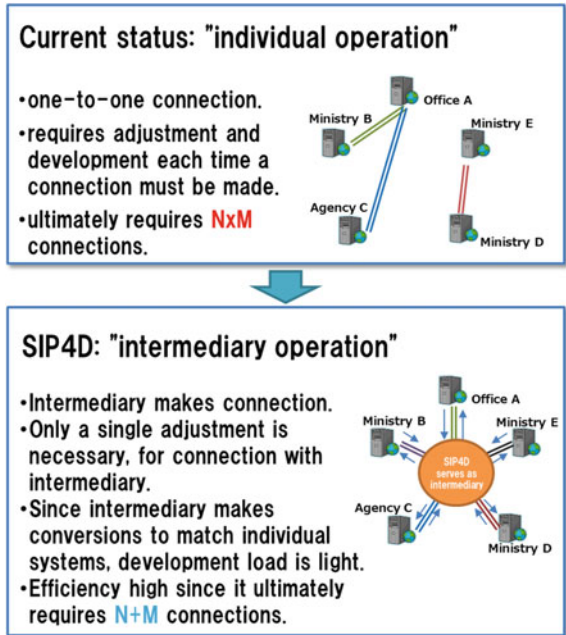 Current status: "individual operation"
•one-to-one connection.
•requires adjustment and
development each time a
connection must be made.
•ultimately requires NxM
connections.
Office A
Ministry B
Ministry E
Agency C
Ministry D
SIP4D: "intermediary operation"
•Intermediary makes connection.
•Only a single adjustment is
necessary, for connection with
intermediary.
•Since intermediary makes
conversions to match individual
systems, development load is light.
•Efficiency high since it ultimately
requires N+M connections.
Office A
Ministry B
Ministry E
SIP4D
serves as
intermediary
Agency C
Ministry D